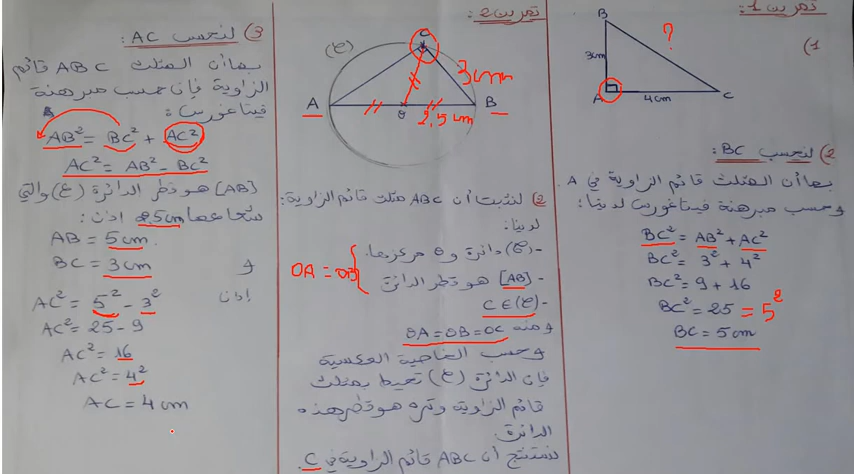 تمرين 1:
1)
B
3cm
?
A
4cm
C
2) لنحسب BC:
بما أن المثلث قائم الزاوية في A
وحسب مبرهنة فيتاغورس لدينا:
BC² = AB² + AC²
BC² = 3² + 4²
BC² = 9 + 16
BC² = 25 = 5²
BC = 5cm
تمرين 2:
(C)
C
3cm
A
O
2,5 cm
B
2) لنثبت أن ABC مثلث قائم الزاوية:
لدينا:
- (C) دائرة و O مركزها.
OA = OB
- [AB] هو قطر الدائرة
C ∈ (C) -
ومنه OA = OB = OC
وحسب الخاصية العكسية
فإن الدائرة (C) تحيط بمثلث
قائم الزاوية وتره هو قطر هذه
الدائرة.
نستنتج أن ABC قائم الزاوية في C.
3) لنحسب AC:
بما أن المثلث ABC قائم
الزاوية فإن حسب مبرهنة
فيتاغورس:
AB² = BC² + AC²
AC² = AB² - BC²
[AB] هو قطر الدائرة (C) والتي
شعاعها 2,5cm إذن:
AB = 5cm.
و BC = 3cm
إذن AC² = 5² - 3²
AC² = 25 - 9
AC² = 16
AC² = 4²
AC = 4 cm